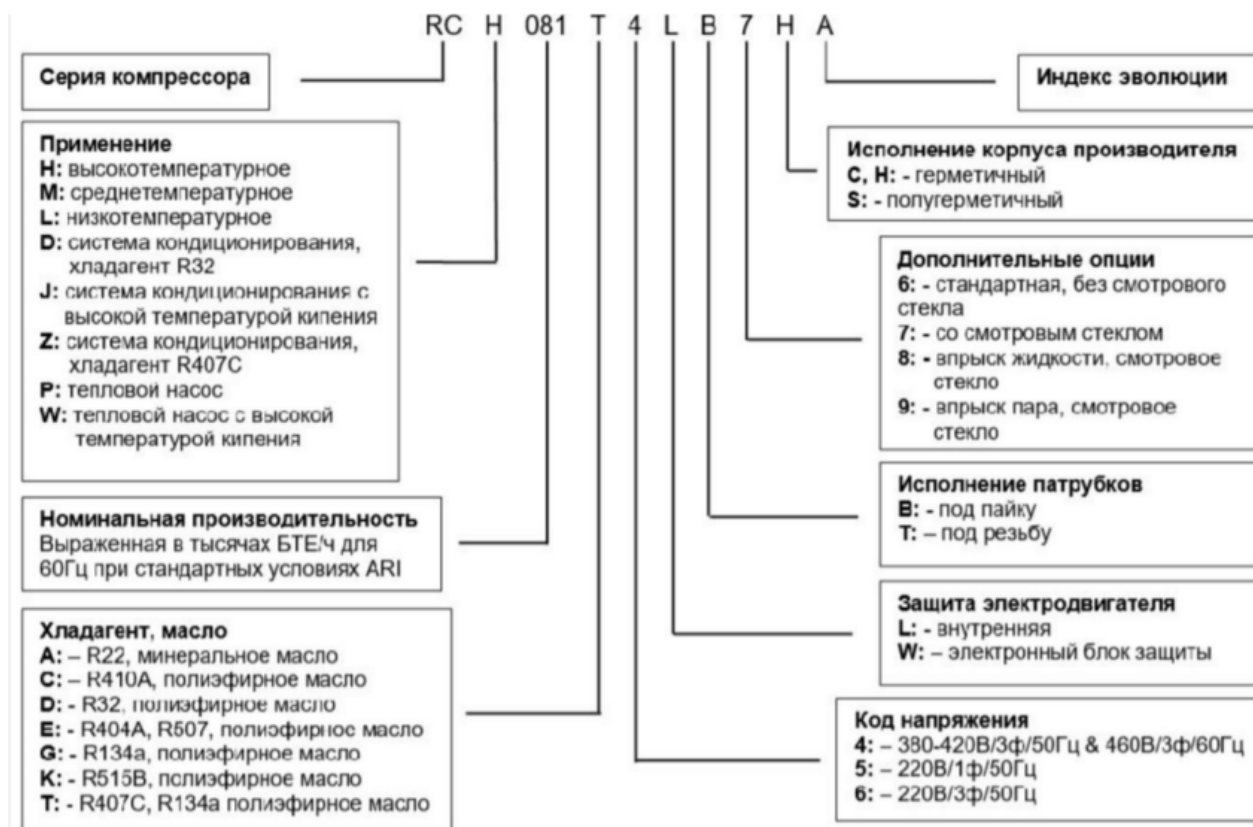 RC H 081 T 4 L B 7 H A
Серия компрессора
Применение
H: высокотемпературное
M: среднетемпературное
L: низкотемпературное
D: система кондиционирования,
хладагент R32
J: система кондиционирования с
высокой температурой кипения
Z: система кондиционирования,
хладагент R407C
P: тепловой насос
W: тепловой насос с высокой
температурой кипения
Номинальная производительность
Выраженная в тысячах БТЕ/ч для
60Гц при стандартных условиях ARI
Хладагент, масло
A: – R22, минеральное масло
C: – R410A, полиэфирное масло
D: - R32, полиэфирное масло
E: - R404A, R507, полиэфирное масло
G: - R134a, полиэфирное масло
K: - R515B, полиэфирное масло
T: - R407C, R134a полиэфирное масло
Индекс эволюции
Исполнение корпуса производителя
C, H: - герметичный
S: - полугерметичный
Дополнительные опции
6: - стандартная, без смотрового
стекла
7: - со смотровым стеклом
8: - впрыск жидкости, смотровое
стекло
9: - впрыск пара, смотровое
стекло
Исполнение патрубков
B: - под пайку
T: – под резьбу
Защита электродвигателя
L: - внутренняя
W: – электронный блок защиты
Код напряжения
4: – 380-420В/3ф/50Гц & 460В/3ф/60Гц
5: – 220В/1ф/50Гц
6: – 220В/3ф/50Гц